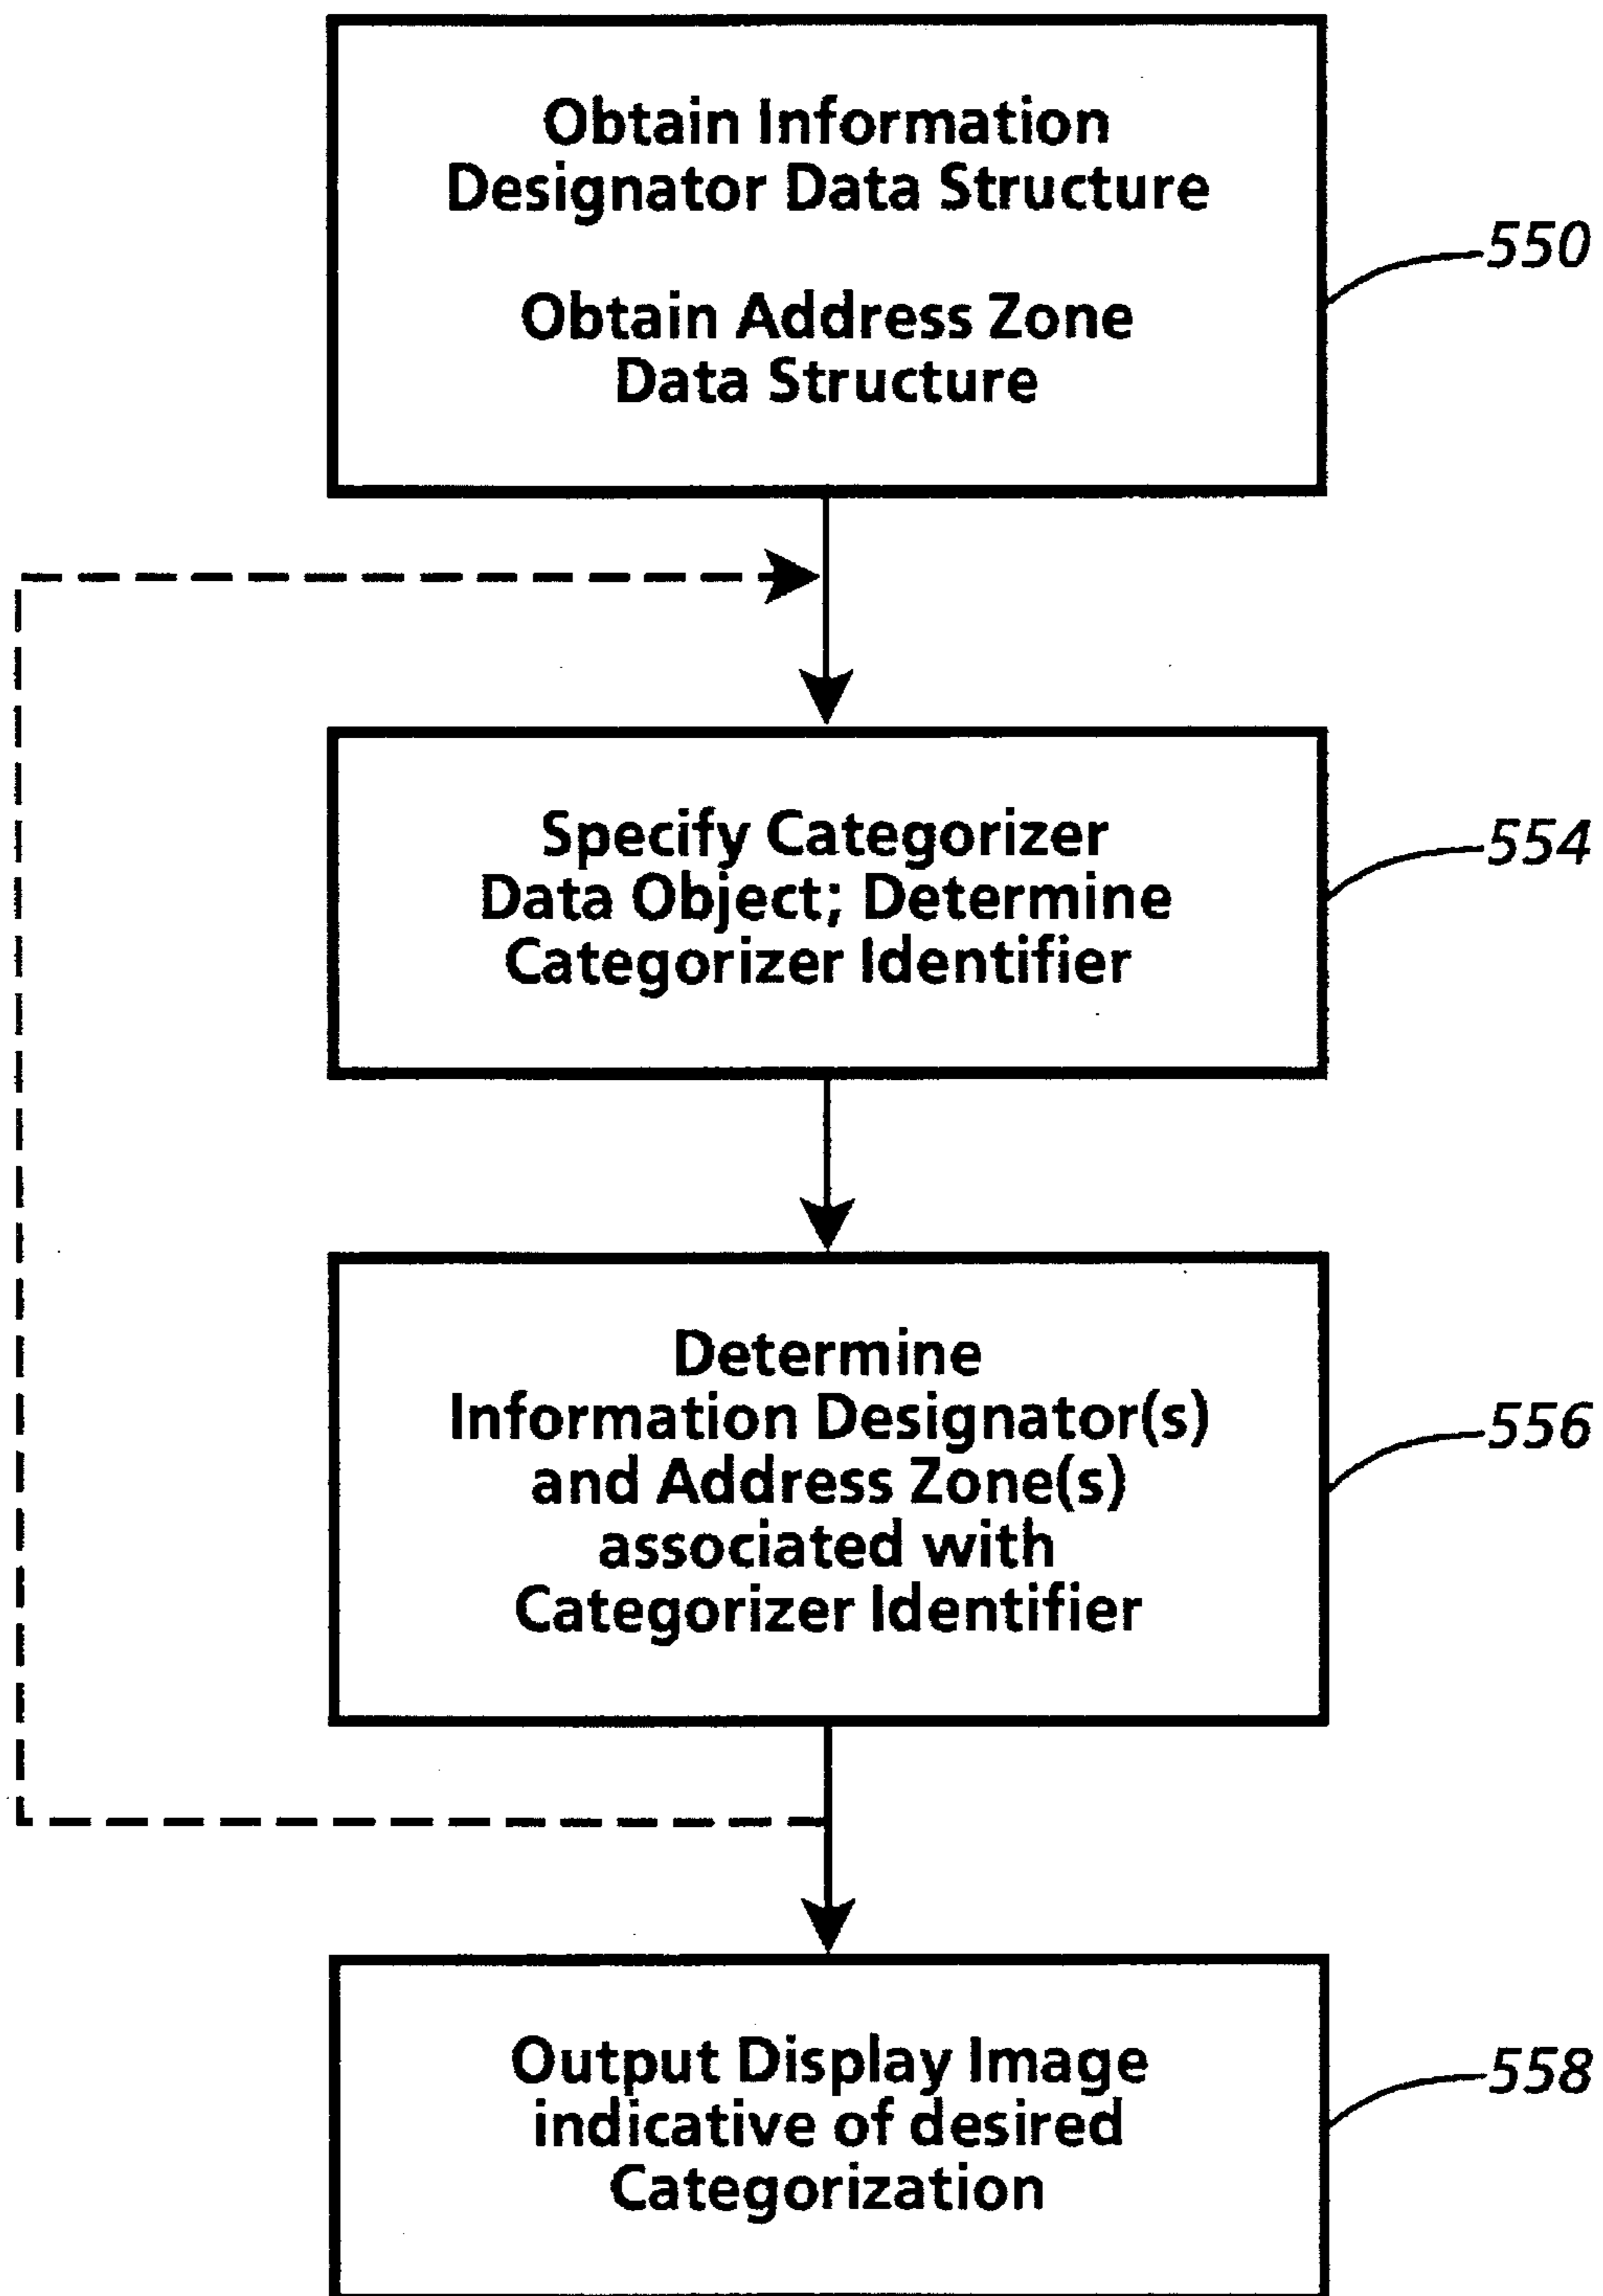 Obtain Information
Designator Data Structure
Obtain Address Zone
Data Structure
550
Specify Categorizer
Data Object; Determine
Categorizer Identifier
554
Determine
Information Designator(s)
and Address Zone(s)
associated with
Categorizer Identifier
556
Output Display Image
indicative of desired
Categorization
558